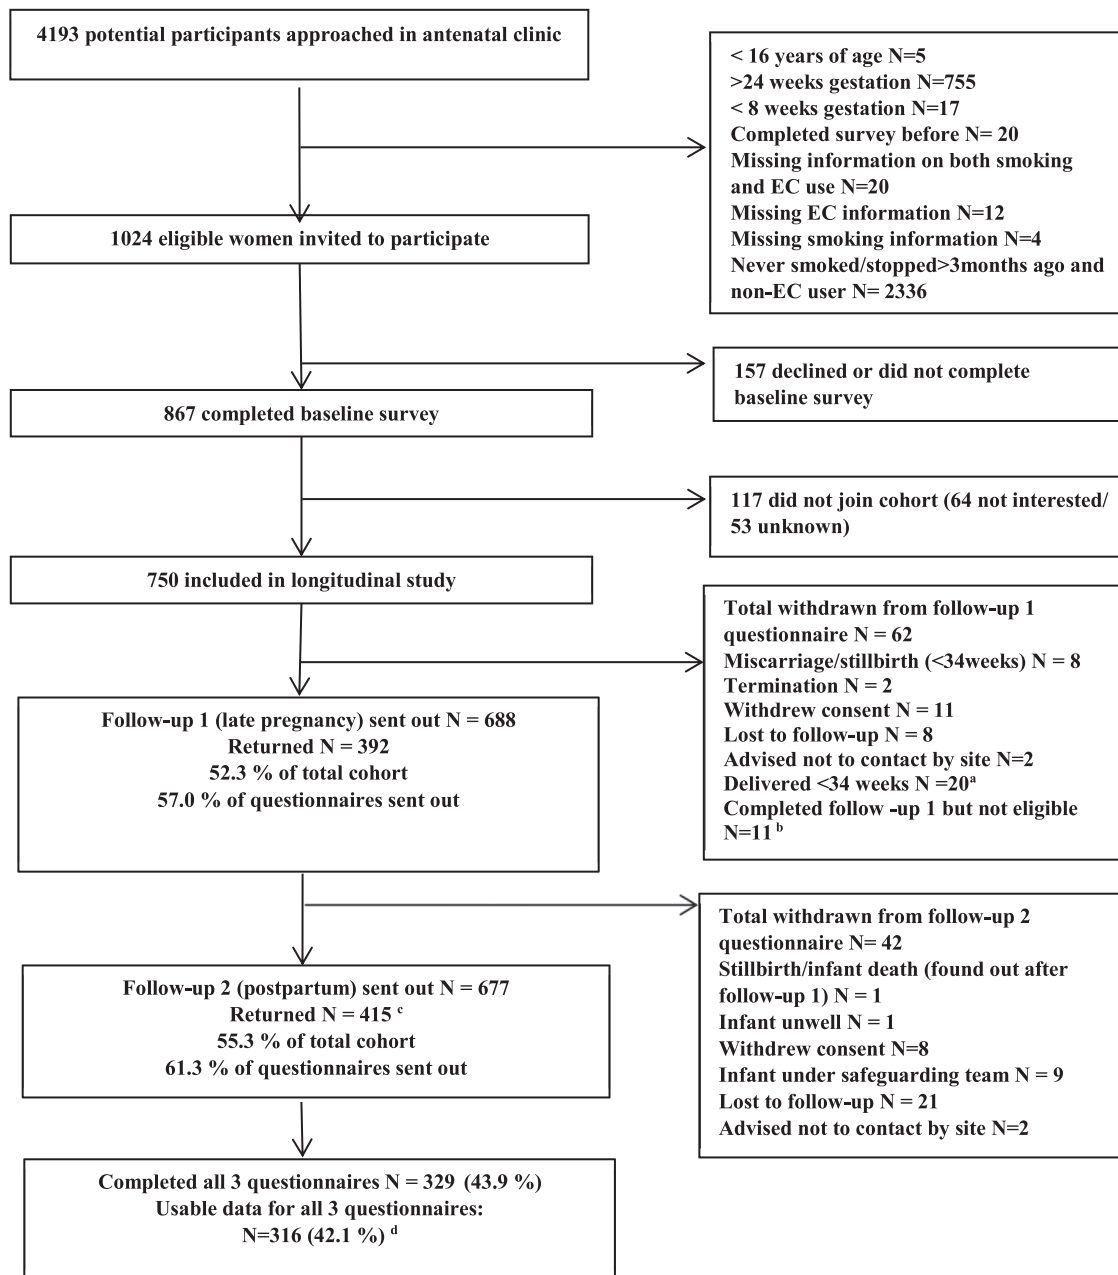 4193 potential participants approached in antenatal clinic
< 16 years of age N=5
>24 weeks gestation N=755
< 8 weeks gestation N=17
Completed survey before N= 20
Missing information on both smoking
and EC use N=20
Missing EC information N=12
Missing smoking information N=4
Never smoked/stopped>3months ago and
non-EC user N= 2336
1024 eligible women invited to participate
157 declined or did not complete
baseline survey
867 completed baseline survey
117 did not join cohort (64 not interested/
53 unknown)
750 included in longitudinal study
Total withdrawn from follow-up 1
questionnaire N = 62
Miscarriage/stillbirth (<34weeks) N = 8
Termination N = 2
Withdrew consent N = 11
Lost to follow-up N = 8
Advised not to contact by site N=2
Delivered <34 weeks N =20ᵃ
Completed follow -up 1 but not eligible
N=11 ᵇ
Follow-up 1 (late pregnancy) sent out N = 688
Returned N = 392
52.3 % of total cohort
57.0 % of questionnaires sent out
Total withdrawn from follow-up 2
questionnaire N= 42
Stillbirth/infant death (found out after
follow-up 1) N = 1
Infant unwell N = 1
Withdrew consent N=8
Infant under safeguarding team N = 9
Lost to follow-up N = 21
Advised not to contact by site N=2
Follow-up 2 (postpartum) sent out N = 677
Returned N = 415 ᶜ
55.3 % of total cohort
61.3 % of questionnaires sent out
Completed all 3 questionnaires N = 329 (43.9 %)
Usable data for all 3 questionnaires:
N=316 (42.1 %) ᵈ